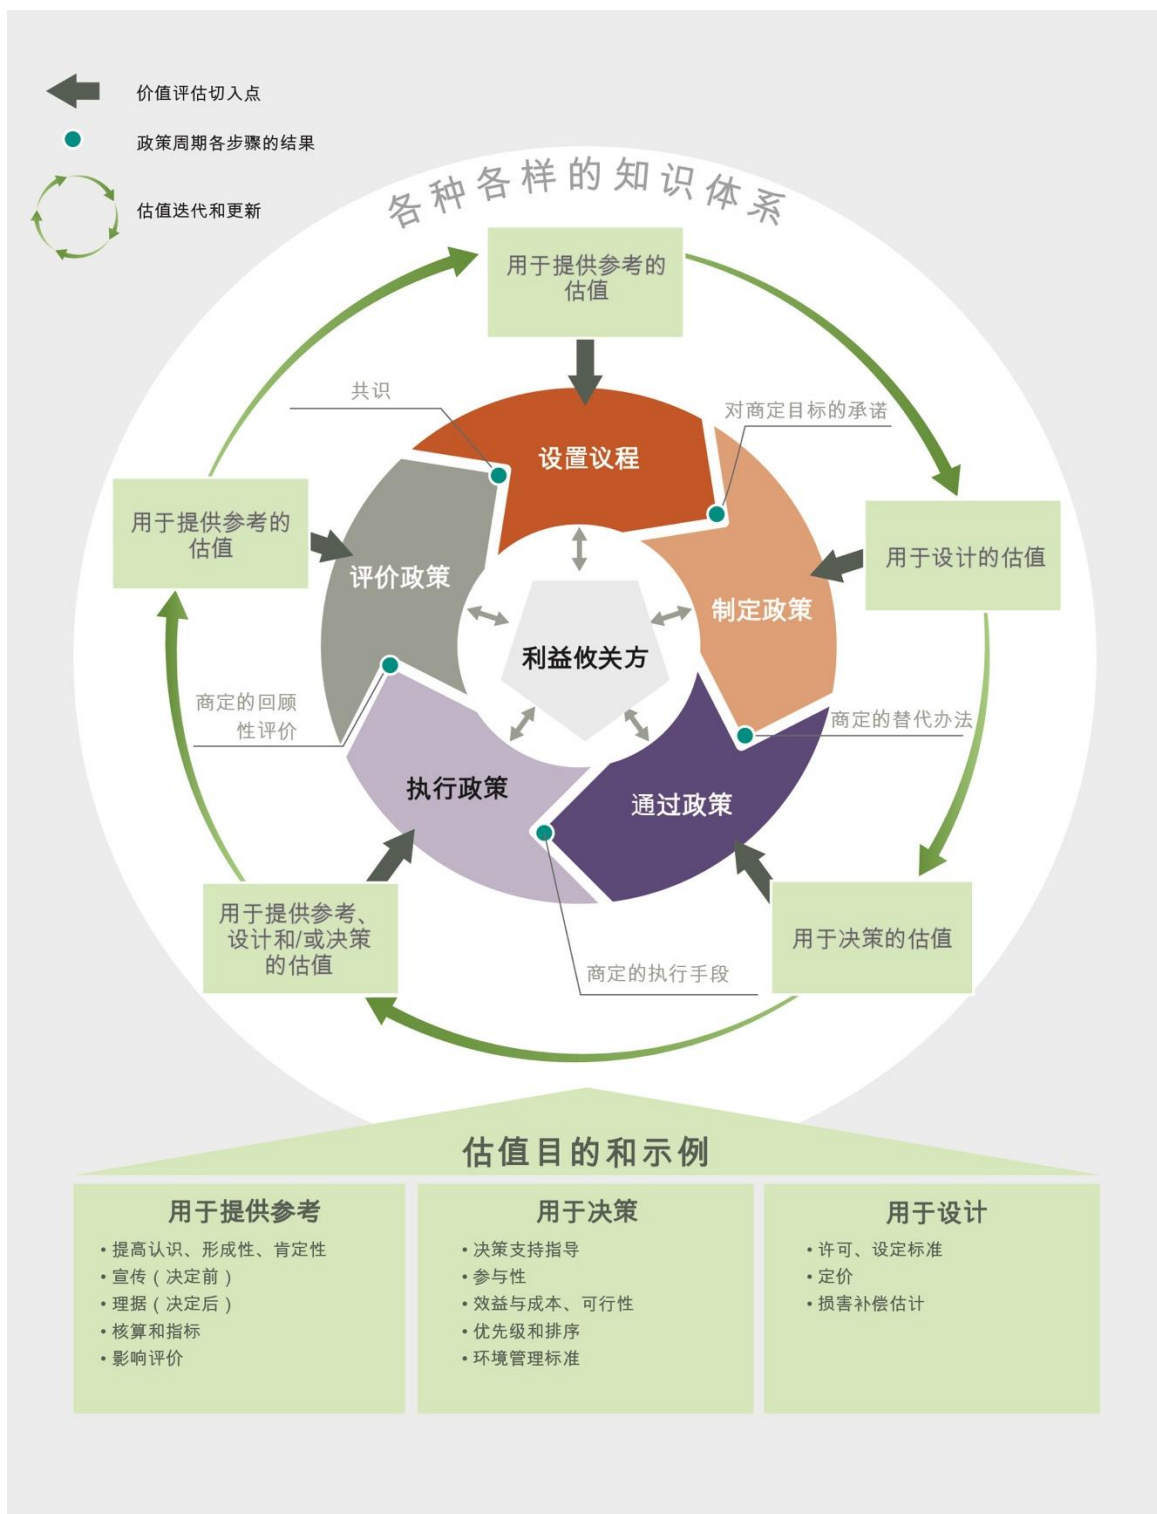 价值评估切入点
政策周期各步骤的结果
估值迭代和更新
各种各样的知识体系
用于提供参考的
估值
共识
对商定目标的承诺
设置议程
用于提供参考的
估值
用于设计的估值
评价政策
制定政策
利益攸关方
商定的回顾
性评价
商定的替代办法
执行政策
通过政策
用于提供参考、
设计和/或决策
的估值
用于决策的估值
商定的执行手段
估值目的和示例
用于提供参考
• 提高认识、形成性、肯定性
• 宣传（决定前）
• 理据（决定后）
• 核算和指标
• 影响评价
用于决策
• 决策支持指导
• 参与性
• 效益与成本、可行性
• 优先级和排序
• 环境管理标准
用于设计
• 许可、设定标准
• 定价
• 损害补偿估计